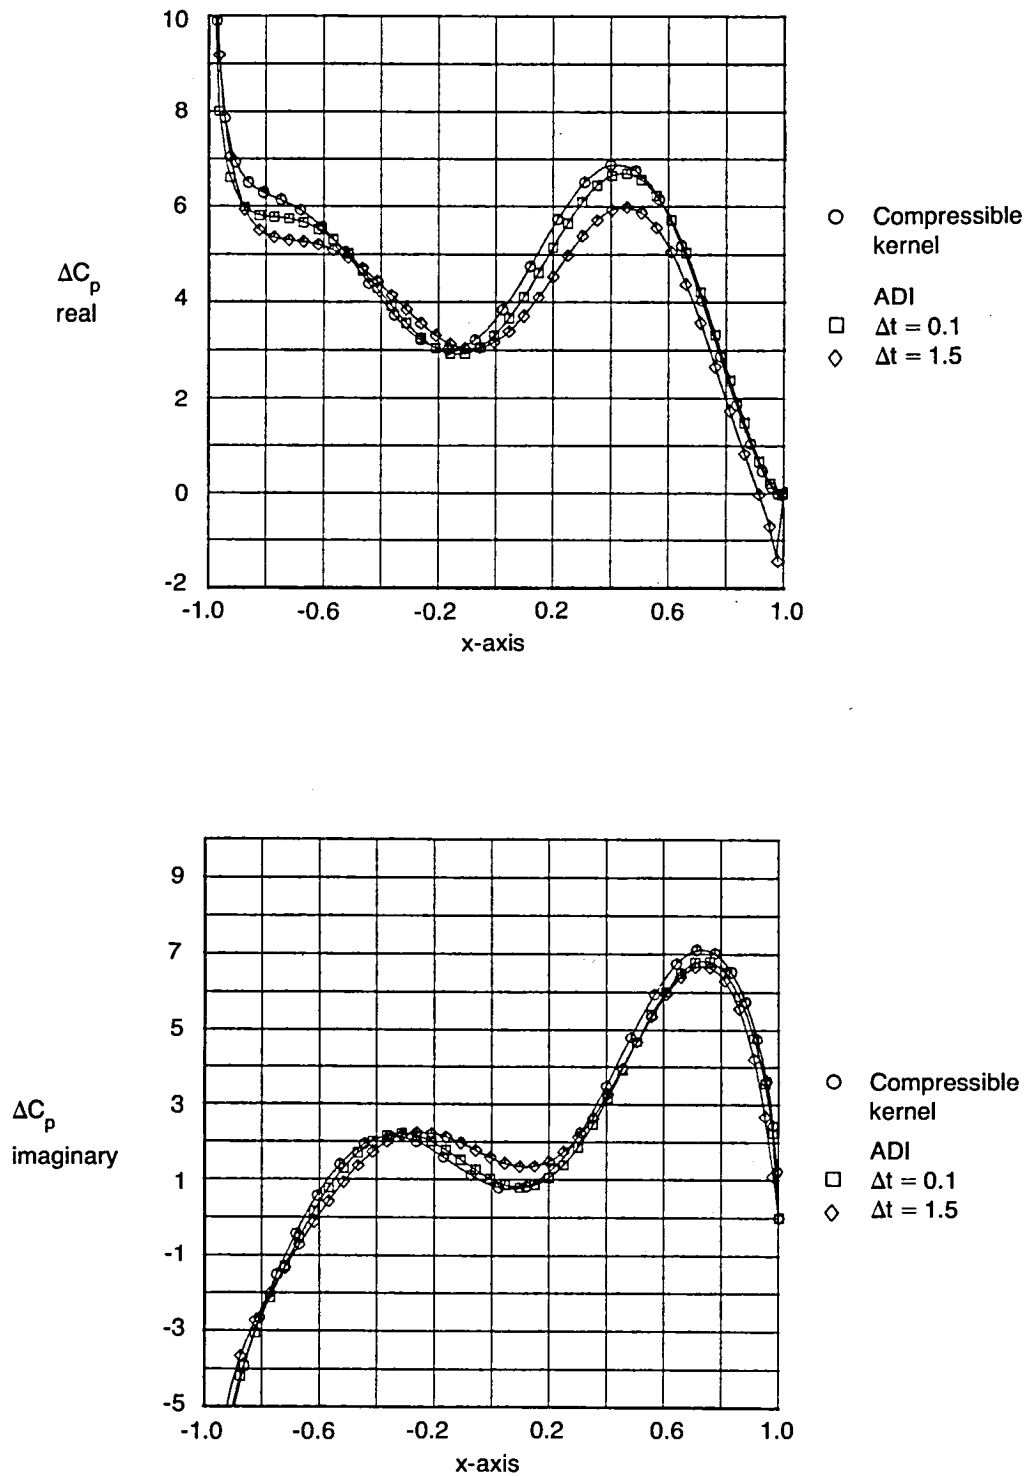 10
8
6
4
2
0
-2
ΔCp
real
-1.0 -0.6 -0.2 0.2 0.6 1.0
x-axis
Compressible
kernel
ADI
Δt = 0.1
Δt = 1.5
9
7
5
3
1
-1
-3
-5
ΔCp
imaginary
-1.0 -0.6 -0.2 0.2 0.6 1.0
x-axis
Compressible
kernel
ADI
Δt = 0.1
Δt = 1.5